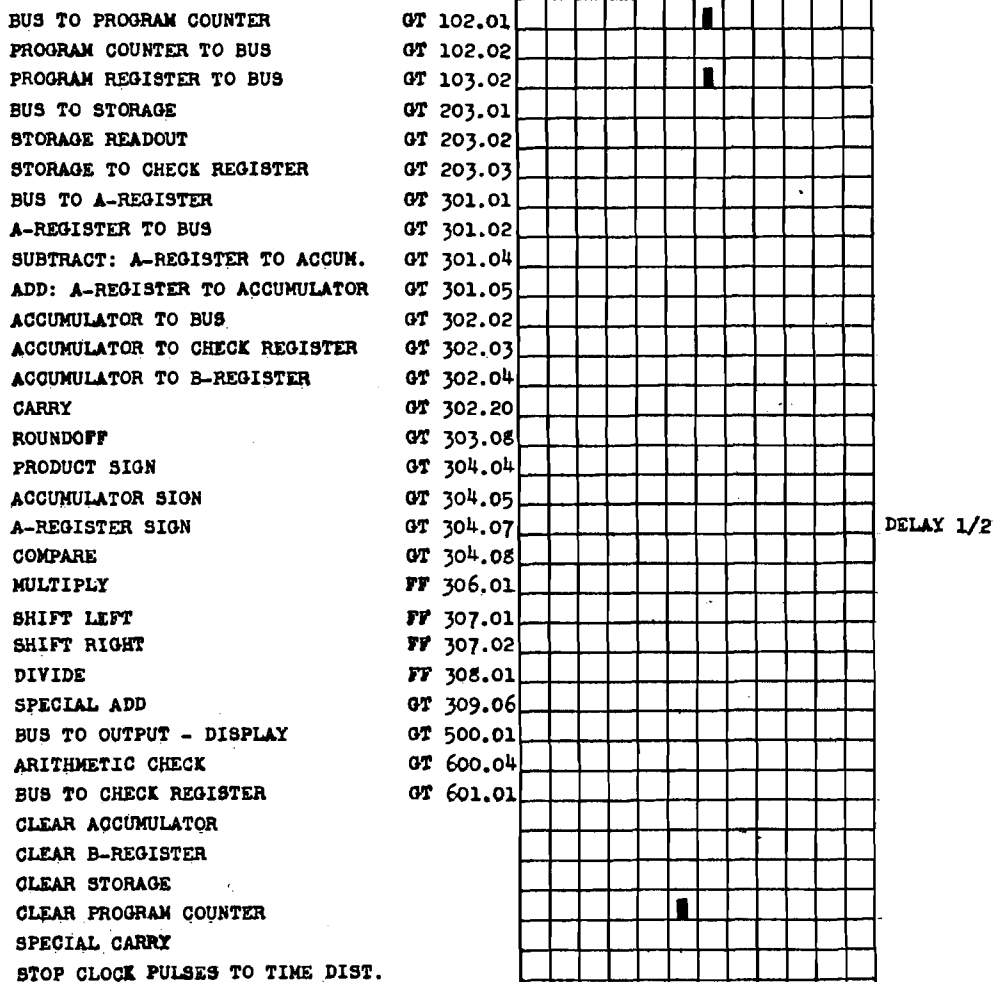 BUS TO PROGRAM COUNTER GT 102.01
PROGRAM COUNTER TO BUS GT 102.02
PROGRAM REGISTER TO BUS GT 103.02
BUS TO STORAGE GT 203.01
STORAGE READOUT GT 203.02
STORAGE TO CHECK REGISTER GT 203.03
BUS TO A-REGISTER GT 301.01
A-REGISTER TO BUS GT 301.02
SUBTRACT: A-REGISTER TO ACCUM. GT 301.04
ADD: A-REGISTER TO ACCUMULATOR GT 301.05
ACCUMULATOR TO BUS GT 302.02
ACCUMULATOR TO CHECK REGISTER GT 302.03
ACCUMULATOR TO B-REGISTER GT 302.04
CARRY GT 302.20
ROUNDOFF GT 303.08
PRODUCT SIGN GT 304.04
ACCUMULATOR SIGN GT 304.05
A-REGISTER SIGN GT 304.07 DELAY 1/2
COMPARE GT 304.08
MULTIPLY FF 306.01
SHIFT LEFT FF 307.01
SHIFT RIGHT FF 307.02
DIVIDE FF 308.01
SPECIAL ADD GT 309.06
BUS TO OUTPUT - DISPLAY GT 500.01
ARITHMETIC CHECK GT 600.04
BUS TO CHECK REGISTER GT 601.01
CLEAR ACCUMULATOR
CLEAR B-REGISTER
CLEAR STORAGE
CLEAR PROGRAM COUNTER
SPECIAL CARRY
STOP CLOCK PULSES TO TIME DIST.